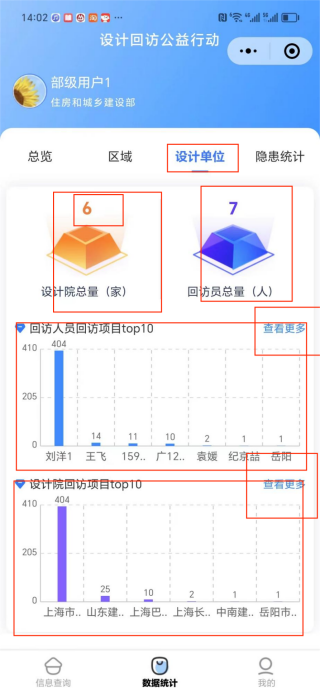 14:02
设计回访公益行动
部级用户1
住房和城乡建设部
总览 区域 设计单位 隐患统计
6 7
设计院总量（家） 回访员总量（人）
回访人员回访项目top10 查看更多
410 404
205
14 11 10 2 1 1
0
刘洋1 王飞 159.. 广12.. 袁媛 纪京喆 岳阳
设计院回访项目top10 查看更多
410 404
205
25 10 2 1 1
0
上海市.. 山东建.. 上海巴.. 上海长.. 中南建.. 岳阳市..
信息查询 数据统计 我的